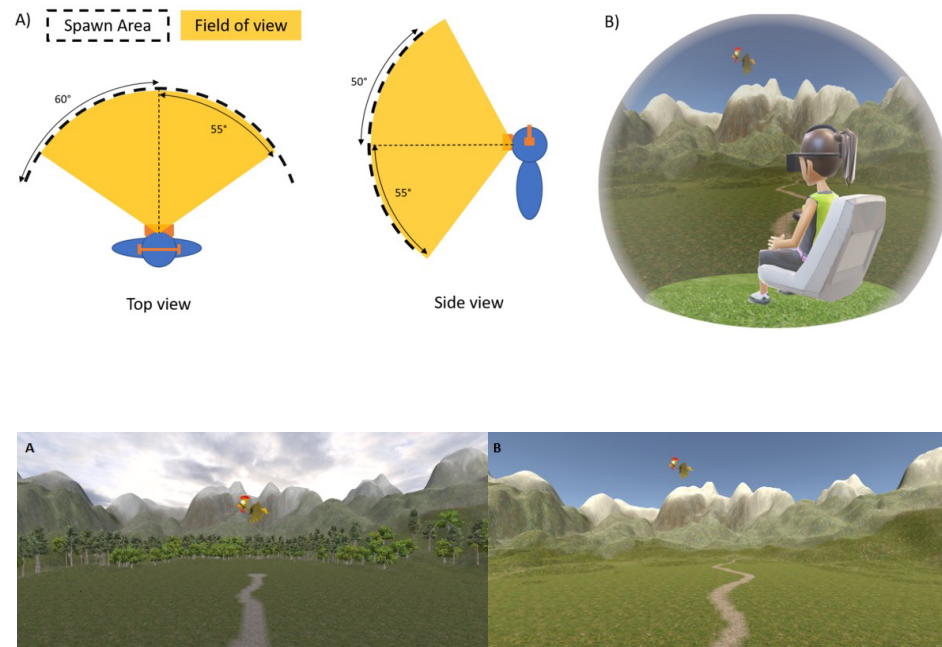 A)
Spawn Area
Field of view
B)
60°
55°
50°
55°
Top view
Side view
A
B